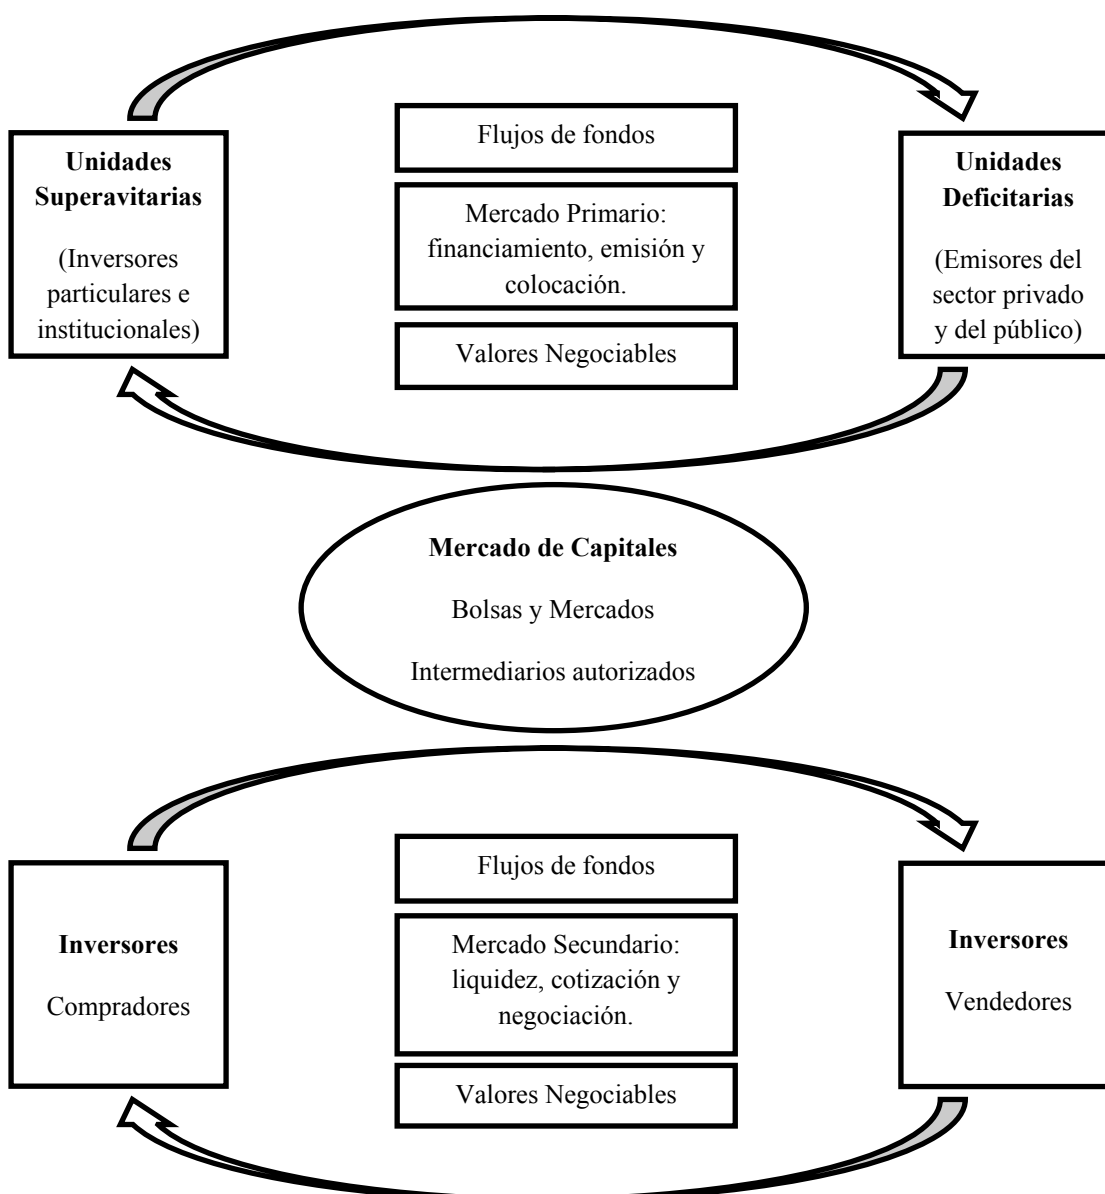 Flujos de fondos
Unidades
Superavitarias
(Inversores
particulares e
institucionales)
Mercado Primario:
financiamiento, emisión y
colocación.
Unidades
Deficitarias
(Emisores del
sector privado
y del público)
Valores Negociables
Mercado de Capitales
Bolsas y Mercados
Intermediarios autorizados
Flujos de fondos
Inversores
Compradores
Mercado Secundario:
liquidez, cotización y
negociación.
Inversores
Vendedores
Valores Negociables